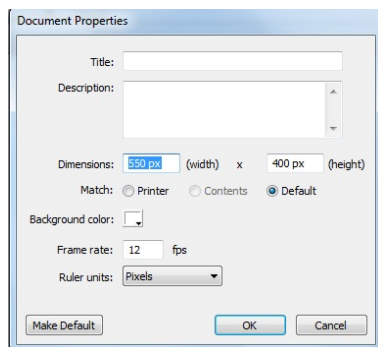 Document Properties
Title:
Description:
Dimensions: 550 px (width) x 400 px (height)
Match: Printer Contents Default
Background color:
Frame rate: 12 fps
Ruler units: Pixels
Make Default OK Cancel